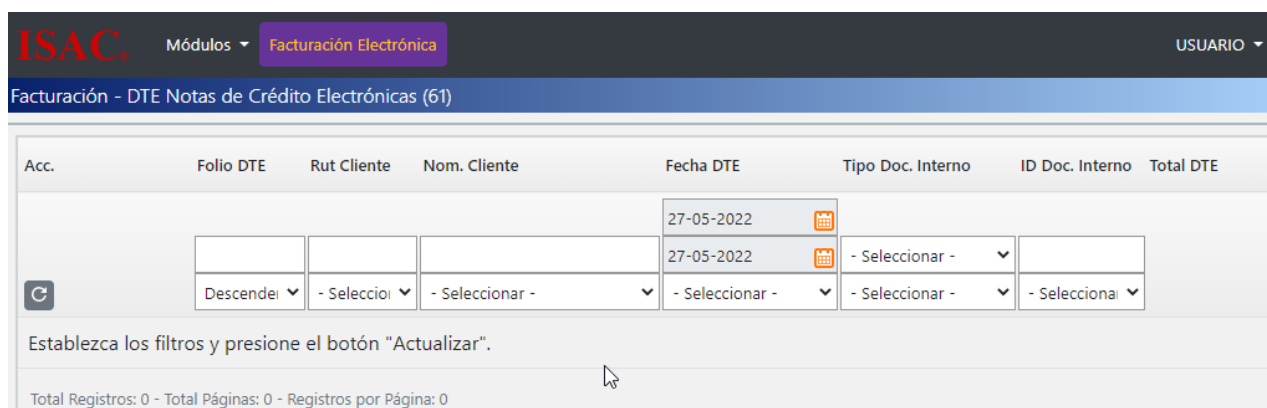 ISAC® Módulos Facturación Electrónica USUARIO
Facturación - DTE Notas de Crédito Electrónicas (61)
Acc. Folio DTE Rut Cliente Nom. Cliente Fecha DTE Tipo Doc. Interno ID Doc. Interno Total DTE
27-05-2022
27-05-2022 - Seleccionar -
Descender - Seleccion - Seleccionar - - Seleccionar - - Seleccionar - - Selecciona
Establezca los filtros y presione el botón "Actualizar".
Total Registros: 0 - Total Páginas: 0 - Registros por Página: 0